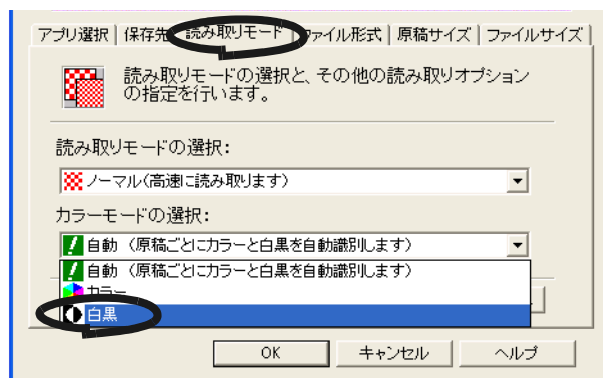 アプリ選択 保存先 読み取りモード ファイル形式 原稿サイズ ファイルサイズ
読み取りモードの選択と、その他の読み取りオプション
の指定を行います。
読み取りモードの選択:
ノーマル(高速に読み取ります)
カラーモードの選択:
自動 (原稿ごとにカラーと白黒を自動識別します)
自動 (原稿ごとにカラーと白黒を自動識別します)
カラー
白黒
OK キャンセル ヘルプ